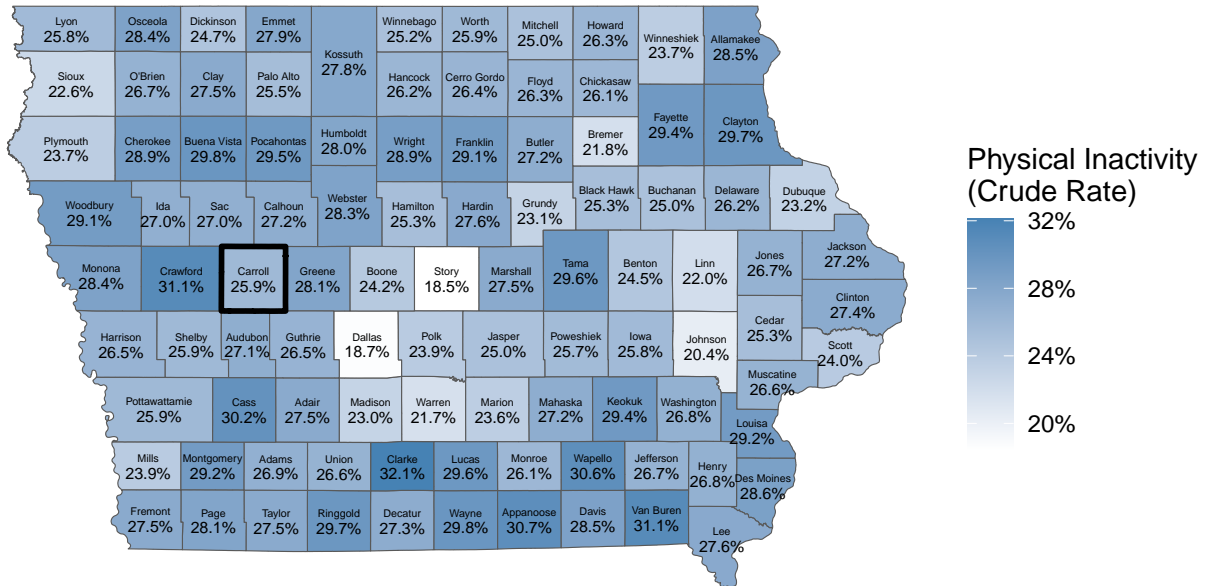 Lyon
25.8%
Osceola
28.4%
Dickinson
24.7%
Emmet
27.9%
Kossuth
27.8%
Winnebago
25.2%
Worth
25.9%
Mitchell
25.0%
Howard
26.3%
Winneshiek
23.7%
Allamakee
28.5%
Sioux
22.6%
O'Brien
26.7%
Clay
27.5%
Palo Alto
25.5%
Hancock
26.2%
Cerro Gordo
26.4%
Floyd
26.3%
Chickasaw
26.1%
Plymouth
23.7%
Cherokee
28.9%
Buena Vista
29.8%
Pocahontas
29.5%
Humboldt
28.0%
Wright
28.9%
Franklin
29.1%
Butler
27.2%
Bremer
21.8%
Fayette
29.4%
Clayton
29.7%
Woodbury
29.1%
Ida
27.0%
Sac
27.0%
Calhoun
27.2%
Webster
28.3%
Hamilton
25.3%
Hardin
27.6%
Grundy
23.1%
Black Hawk
25.3%
Buchanan
25.0%
Delaware
26.2%
Dubuque
23.2%
Monona
28.4%
Crawford
31.1%
Carroll
25.9%
Greene
28.1%
Boone
24.2%
Story
18.5%
Marshall
27.5%
Tama
29.6%
Benton
24.5%
Linn
22.0%
Jones
26.7%
Jackson
27.2%
Clinton
27.4%
Harrison
26.5%
Shelby
25.9%
Audubon
27.1%
Guthrie
26.5%
Dallas
18.7%
Polk
23.9%
Jasper
25.0%
Poweshiek
25.7%
Iowa
25.8%
Johnson
20.4%
Cedar
25.3%
Scott
24.0%
Muscatine
26.6%
Pottawattamie
25.9%
Cass
30.2%
Adair
27.5%
Madison
23.0%
Warren
21.7%
Marion
23.6%
Mahaska
27.2%
Keokuk
29.4%
Washington
26.8%
Louisa
29.2%
Mills
23.9%
Montgomery
29.2%
Adams
26.9%
Union
26.6%
Clarke
32.1%
Lucas
29.6%
Monroe
26.1%
Wapello
30.6%
Jefferson
26.7%
Henry
26.8%
Des Moines
28.6%
Fremont
27.5%
Page
28.1%
Taylor
27.5%
Ringgold
29.7%
Decatur
27.3%
Wayne
29.8%
Appanoose
30.7%
Davis
28.5%
Van Buren
31.1%
Lee
27.6%
Physical Inactivity
(Crude Rate)
32%
28%
24%
20%